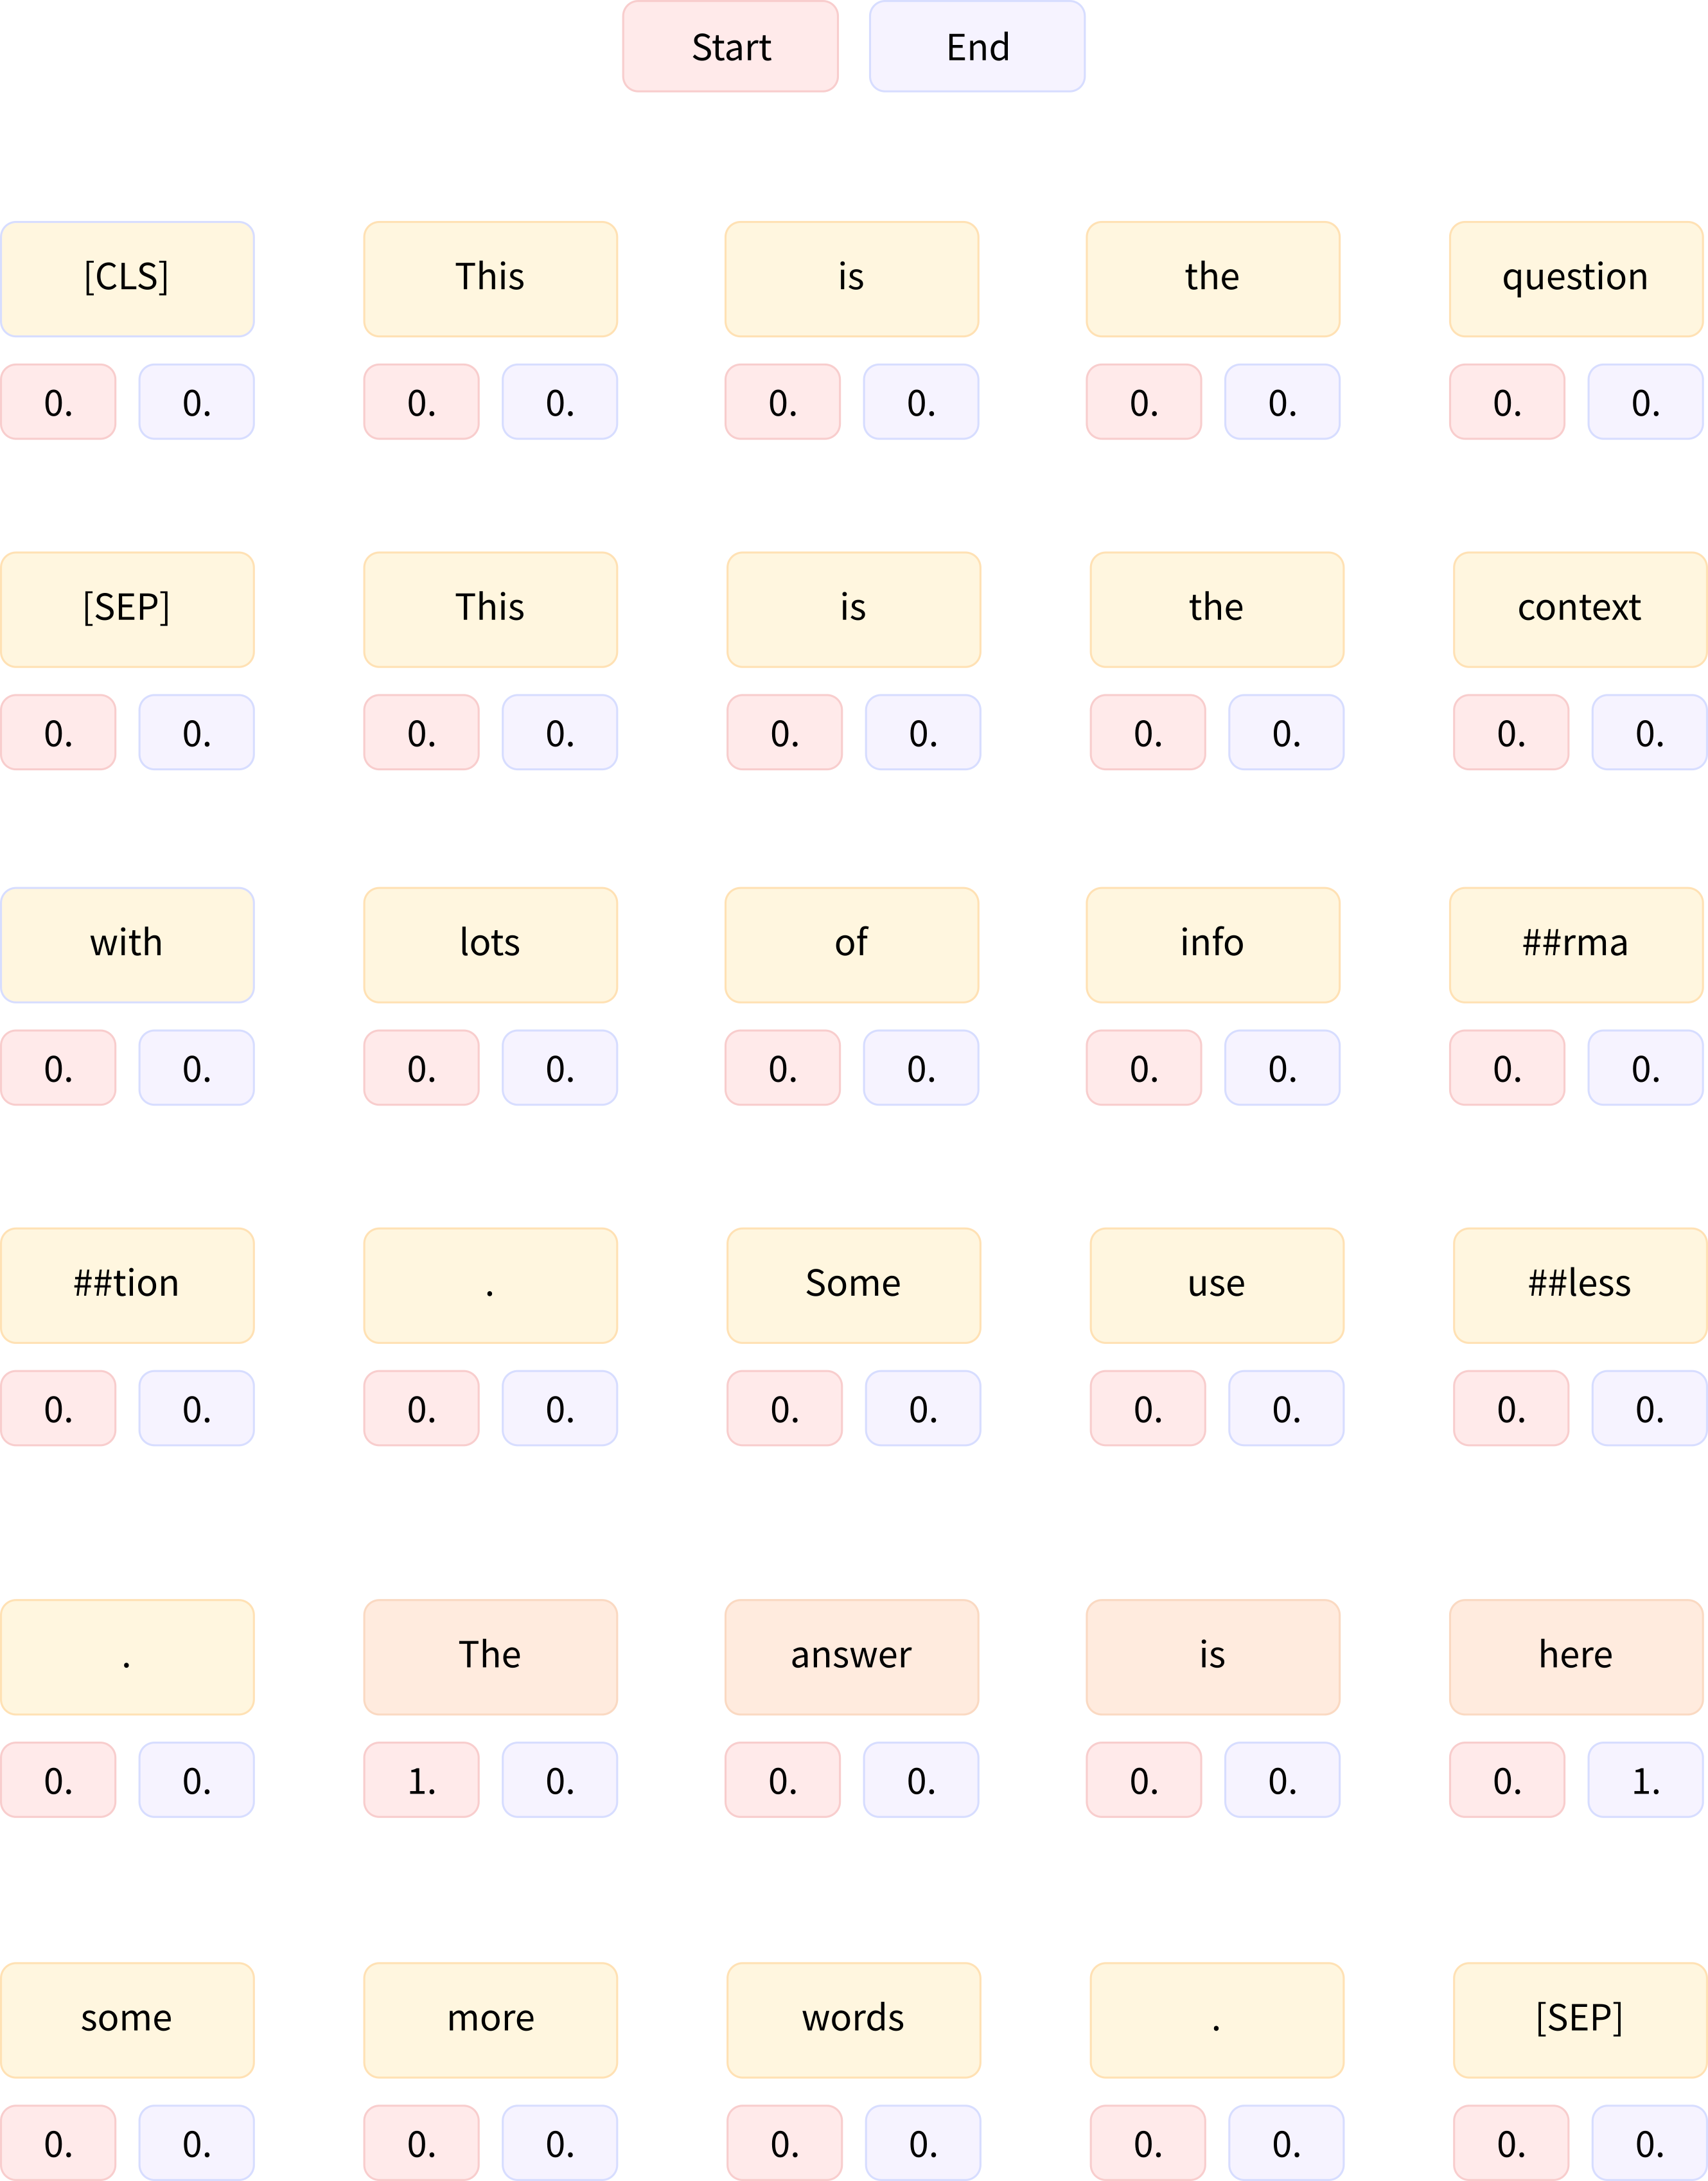 Start End
[CLS] This is the question
0. 0. 0. 0. 0. 0. 0. 0. 0. 0.
[SEP] This is the context
0. 0. 0. 0. 0. 0. 0. 0. 0. 0.
with lots of info ##rma
0. 0. 0. 0. 0. 0. 0. 0. 0. 0.
##tion . Some use ##less
0. 0. 0. 0. 0. 0. 0. 0. 0. 0.
. The answer is here
0. 0. 1. 0. 0. 0. 0. 0. 0. 1.
some more words . [SEP]
0. 0. 0. 0. 0. 0. 0. 0. 0. 0.